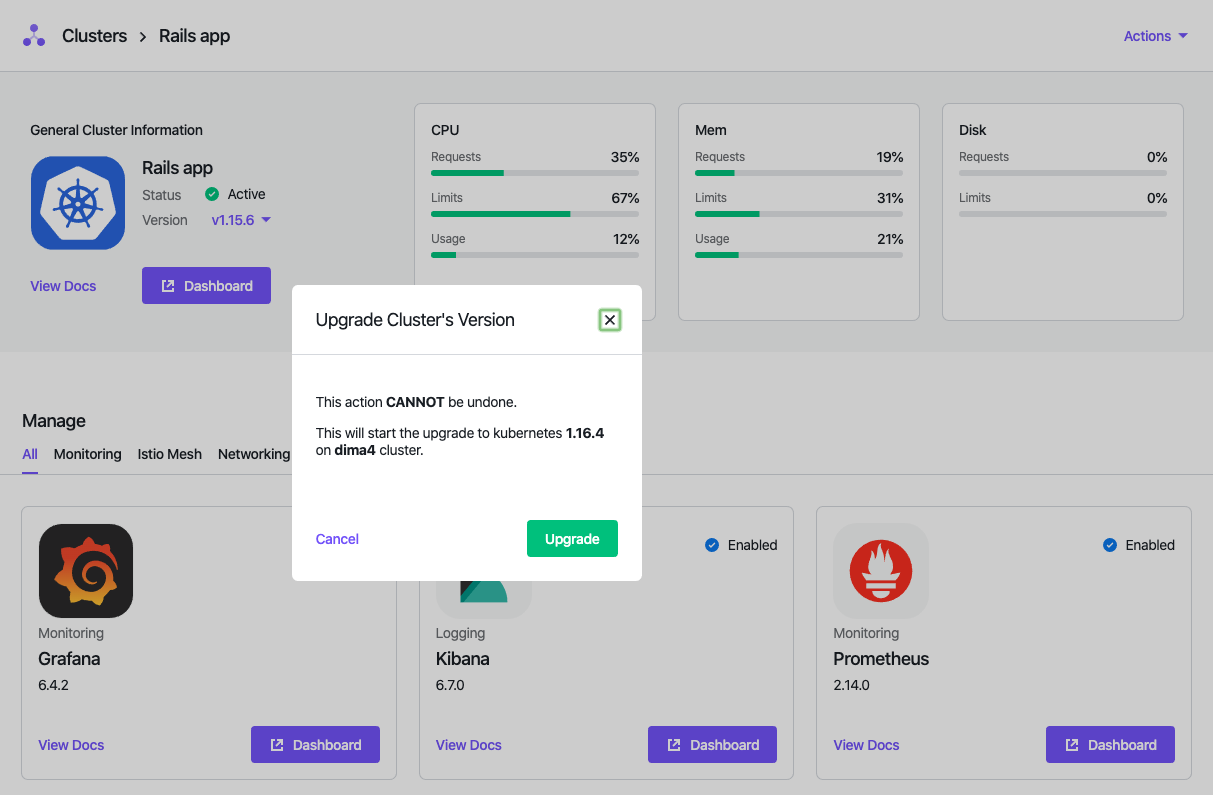 Clusters > Rails app
Actions
General Cluster Information
Rails app
Status Active
Version v1.15.6
View Docs Dashboard
CPU
Requests 35%
Limits 67%
Usage 12%
Mem
Requests 19%
Limits 31%
Usage 21%
Disk
Requests 0%
Limits 0%
Upgrade Cluster's Version
This action CANNOT be undone.
This will start the upgrade to kubernetes 1.16.4
on dima4 cluster.
Cancel Upgrade
Manage
All Monitoring Istio Mesh Networking
Monitoring
Grafana
6.4.2
View Docs Dashboard
Enabled
Logging
Kibana
6.7.0
View Docs Dashboard
Enabled
Monitoring
Prometheus
2.14.0
View Docs Dashboard